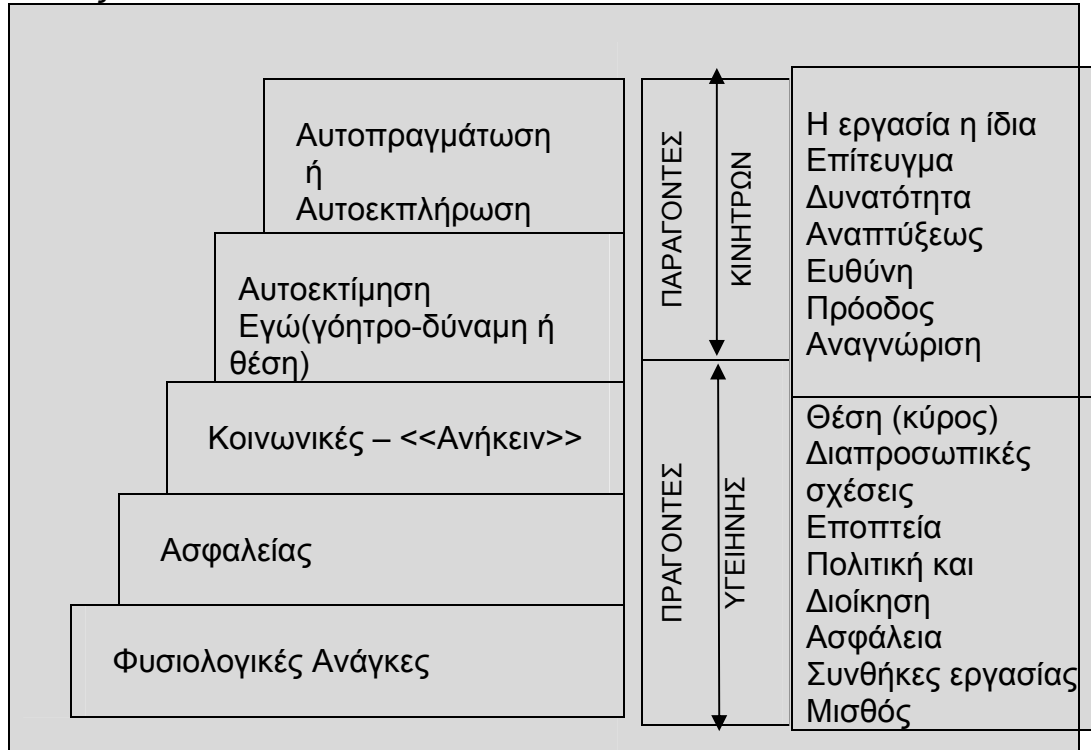 Αυτοπραγμάτωση
ή
Αυτοεκπλήρωση
Αυτοεκτίμηση
Εγώ(γόητρο-δύναμη ή
θέση)
Κοινωνικές – <<Ανήκειν>>
Ασφαλείας
Φυσιολογικές Ανάγκες
ΠΑΡΑΓΟΝΤΕΣ
ΚΙΝΗΤΡΩΝ
ΠΡΑΓΟΝΤΕΣ
ΥΓΕΙΗΝΗΣ
Η εργασία η ίδια
Επίτευγμα
Δυνατότητα
Αναπτύξεως
Ευθύνη
Πρόοδος
Αναγνώριση
Θέση (κύρος)
Διαπροσωπικές
σχέσεις
Εποπτεία
Πολιτική και
Διοίκηση
Ασφάλεια
Συνθήκες εργασίας
Μισθός